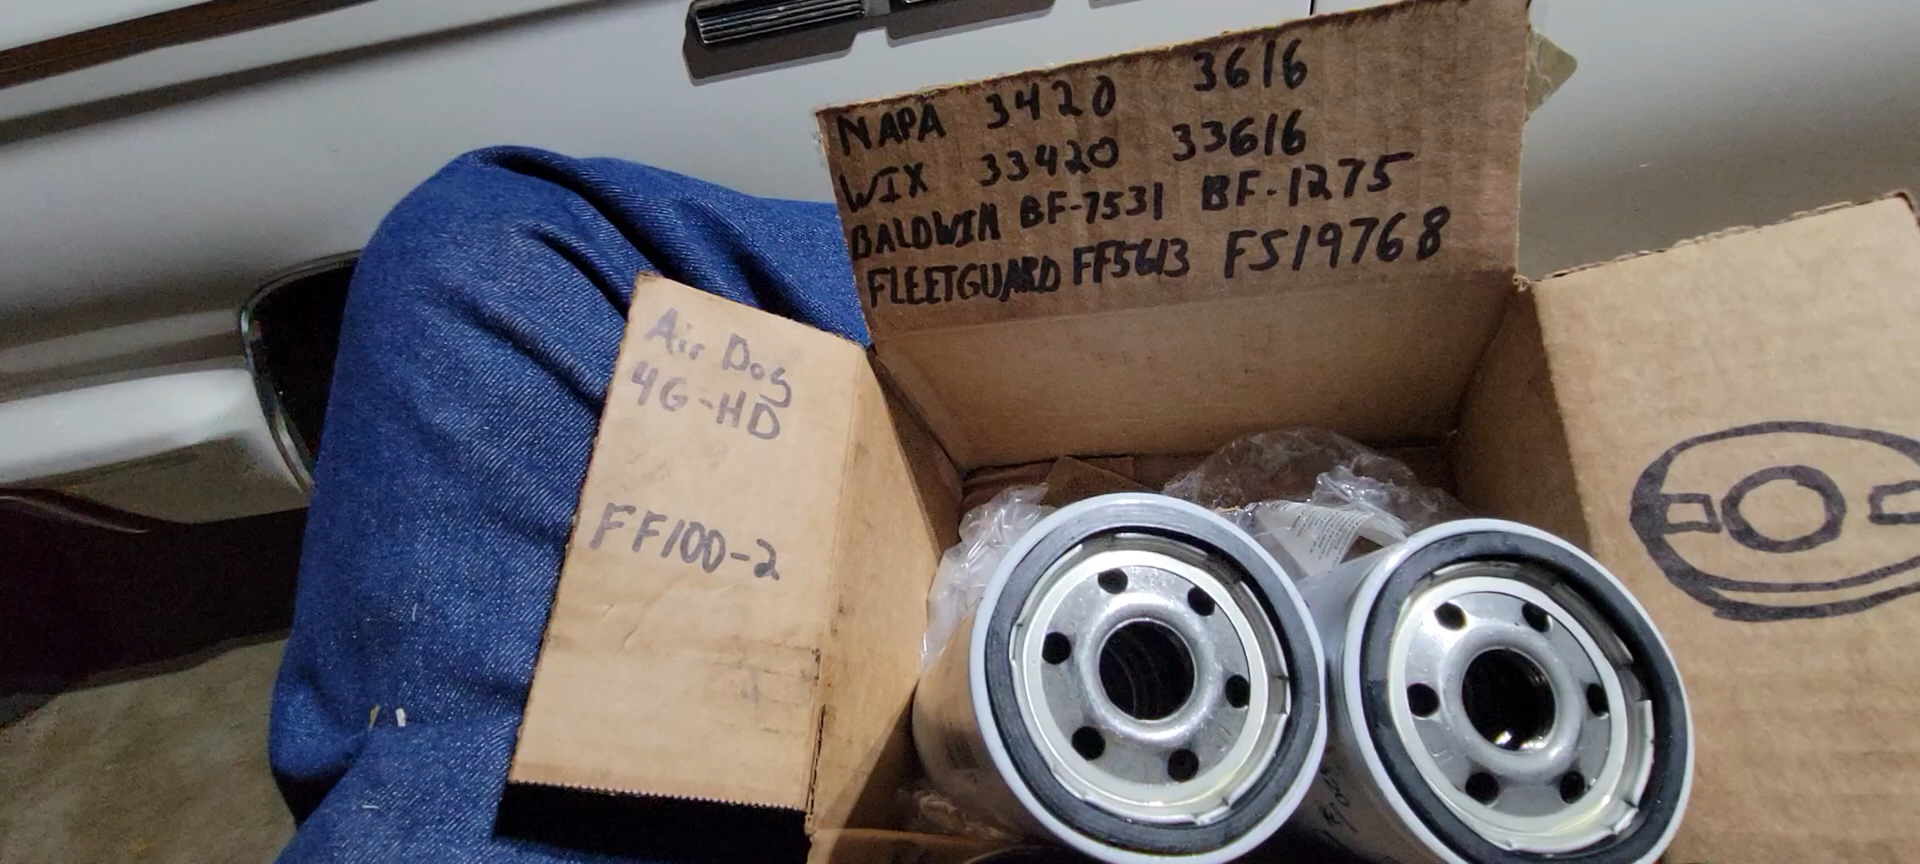 NAPA 3420 3616
WIX 33420 33616
BALDWIN BF-7531 BF-1275
FLEETGUARD FF5613 FS19768
Air Dog
4G-HD
FF100-2